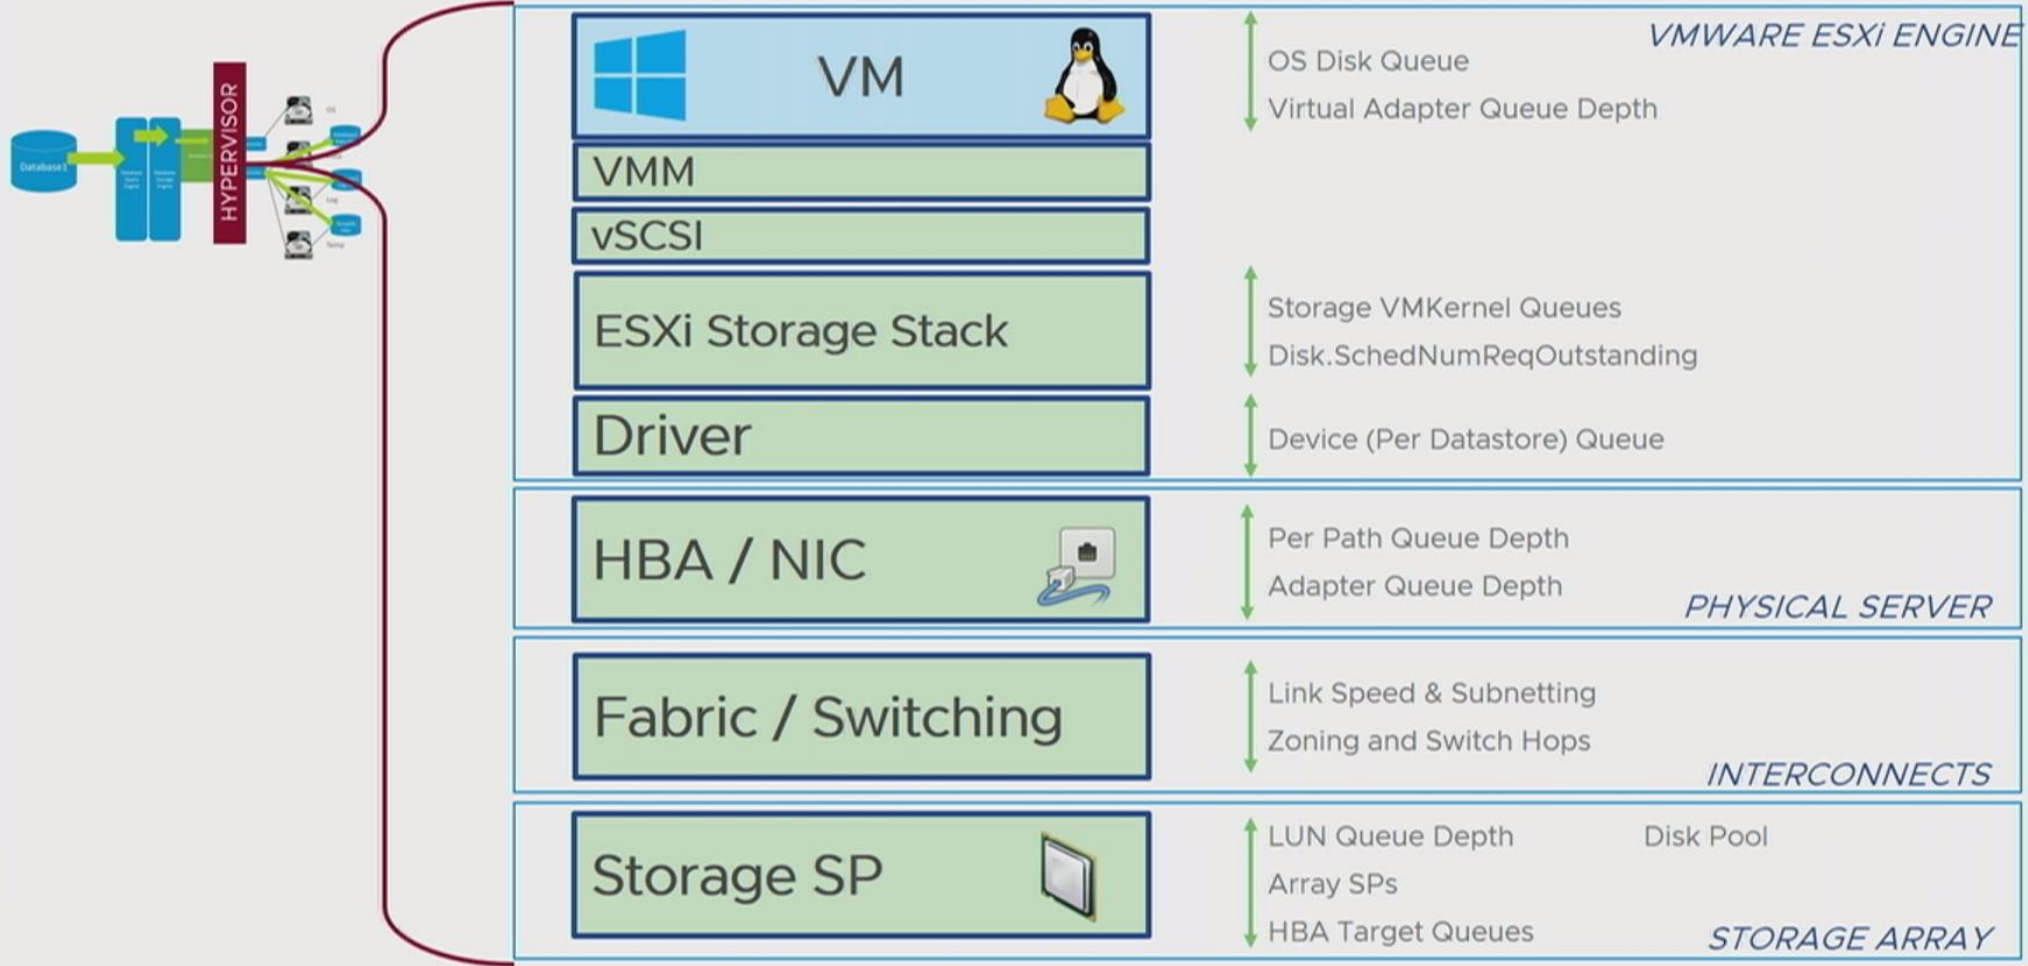 VMWARE ESXi ENGINE
VM
OS Disk Queue
Virtual Adapter Queue Depth
VMM
vSCSI
ESXi Storage Stack
Storage VMKernel Queues
Disk.SchedNumReqOutstanding
Driver
Device (Per Datastore) Queue
HBA / NIC
Per Path Queue Depth
Adapter Queue Depth
PHYSICAL SERVER
Fabric / Switching
Link Speed & Subnetting
Zoning and Switch Hops
INTERCONNECTS
Storage SP
LUN Queue Depth
Disk Pool
Array SPs
HBA Target Queues
STORAGE ARRAY
Database1
HYPERVISOR